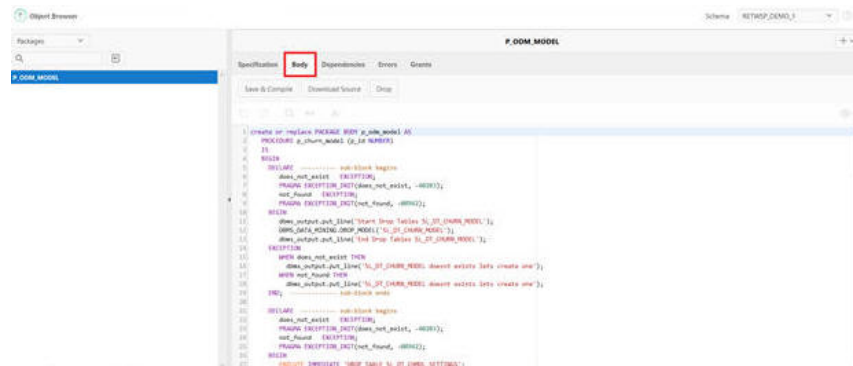 Object Browser
Schema RETWSP_DEMO_1
Packages
P_ODM_MODEL
P_ODM_MODEL
Specification Body Dependencies Errors Grants
Save & Compile Download Source Drop
1 create or replace PACKAGE BODY p_odm_model AS
2 PROCEDURE p_churn_model (p_id NUMBER)
3 IS
4 BEGIN
5 DECLARE ---------- sub-block begins
6 does_not_exist EXCEPTION;
7 PRAGMA EXCEPTION_INIT(does_not_exist, );
8 not_found EXCEPTION;
9 PRAGMA EXCEPTION_INIT(not_found, );
10 BEGIN
11 dbms_output.put_line('Start Drop Tables SL_DT_CHURN_MODEL');
12 DBMS_DATA_MINING.DROP_MODEL('SL_DT_CHURN_MODEL');
13 dbms_output.put_line('End Drop Tables SL_DT_CHURN_MODEL');
14 EXCEPTION
15 WHEN does_not_exist THEN
16 dbms_output.put_line('SL_DT_CHURN_MODEL doesnt exists lets create one');
17 WHEN not_found THEN
18 dbms_output.put_line('SL_DT_CHURN_MODEL doesnt exists lets create one');
19 END; ---------- sub-block ends
20
21 DECLARE ---------- sub-block begins
22 does_not_exist EXCEPTION;
23 PRAGMA EXCEPTION_INIT(does_not_exist, );
24 not_found EXCEPTION;
25 PRAGMA EXCEPTION_INIT(not_found, );
26 BEGIN
27 EXECUTE IMMEDIATE 'DROP TABLE